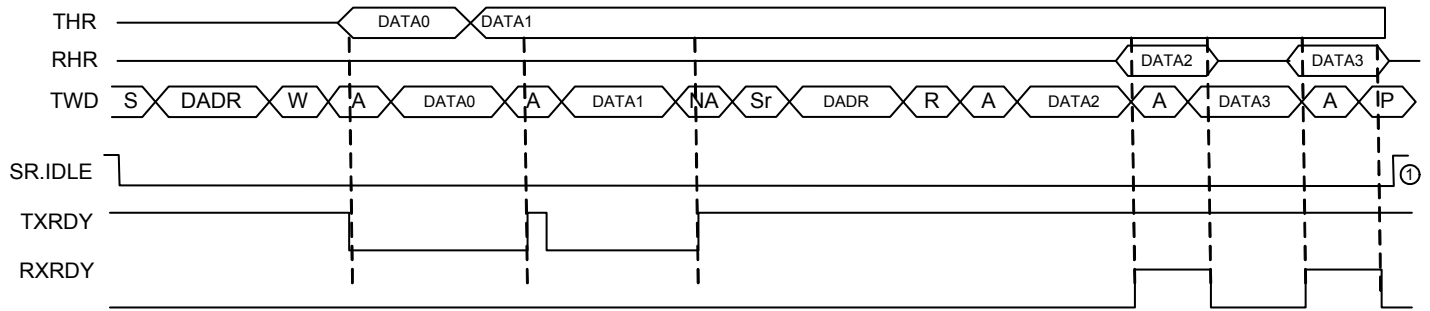 THR DATA0 DATA1
RHR DATA2 DATA3
TWD S DADR W A DATA0 A DATA1 NA Sr DADR R A DATA2 A DATA3 A P
SR.IDLE ①
TXRDY
RXRDY